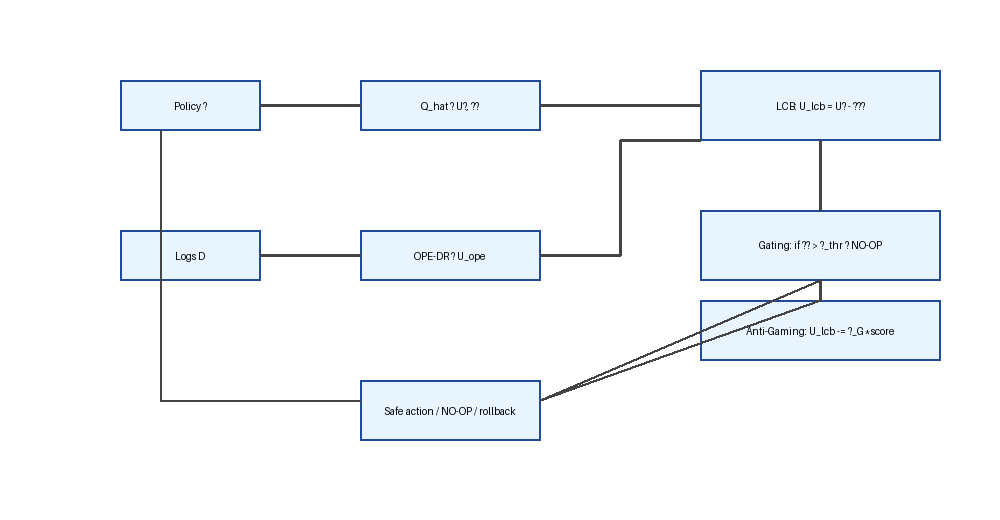 Policy ?
Q_hat ? U?, ??
LCB: U_lcb = U? - ???
Logs D
OPE-DR ? U_ope
Gating: if ?? > ?_thr ? NO-OP
Anti-Gaming: U_lcb -= ?_G*score
Safe action / NO-OP / rollback